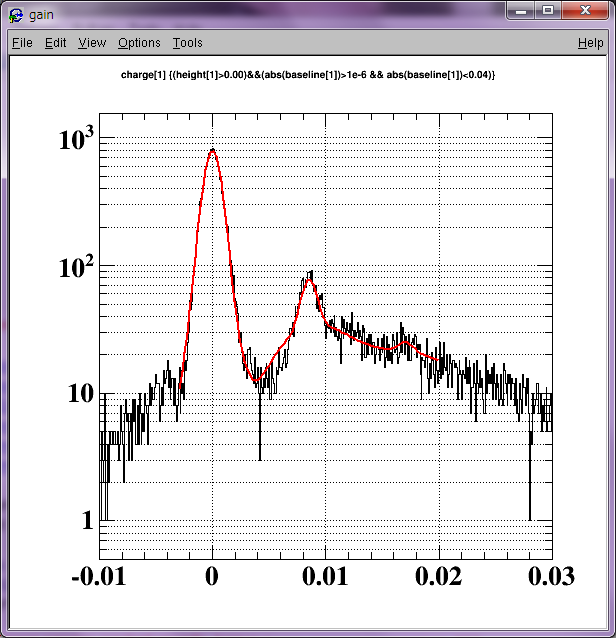 gain
File Edit View Options Tools Help
charge[1] {(height[1]>0.00)&&(abs(baseline[1])>1e-6 && abs(baseline[1])<0.04)}
10³
10²
10
1
-0.01 0 0.01 0.02 0.03